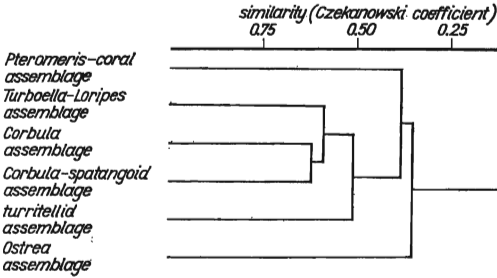 similarity (Czekanowski coefficient)
0.75 0.50 0.25
Pteromeris-coral
assemblage
Turboella-Loripes
assemblage
Corbula
assemblage
Corbula-spatangoid
assemblage
turritellid
assemblage
Ostrea
assemblage